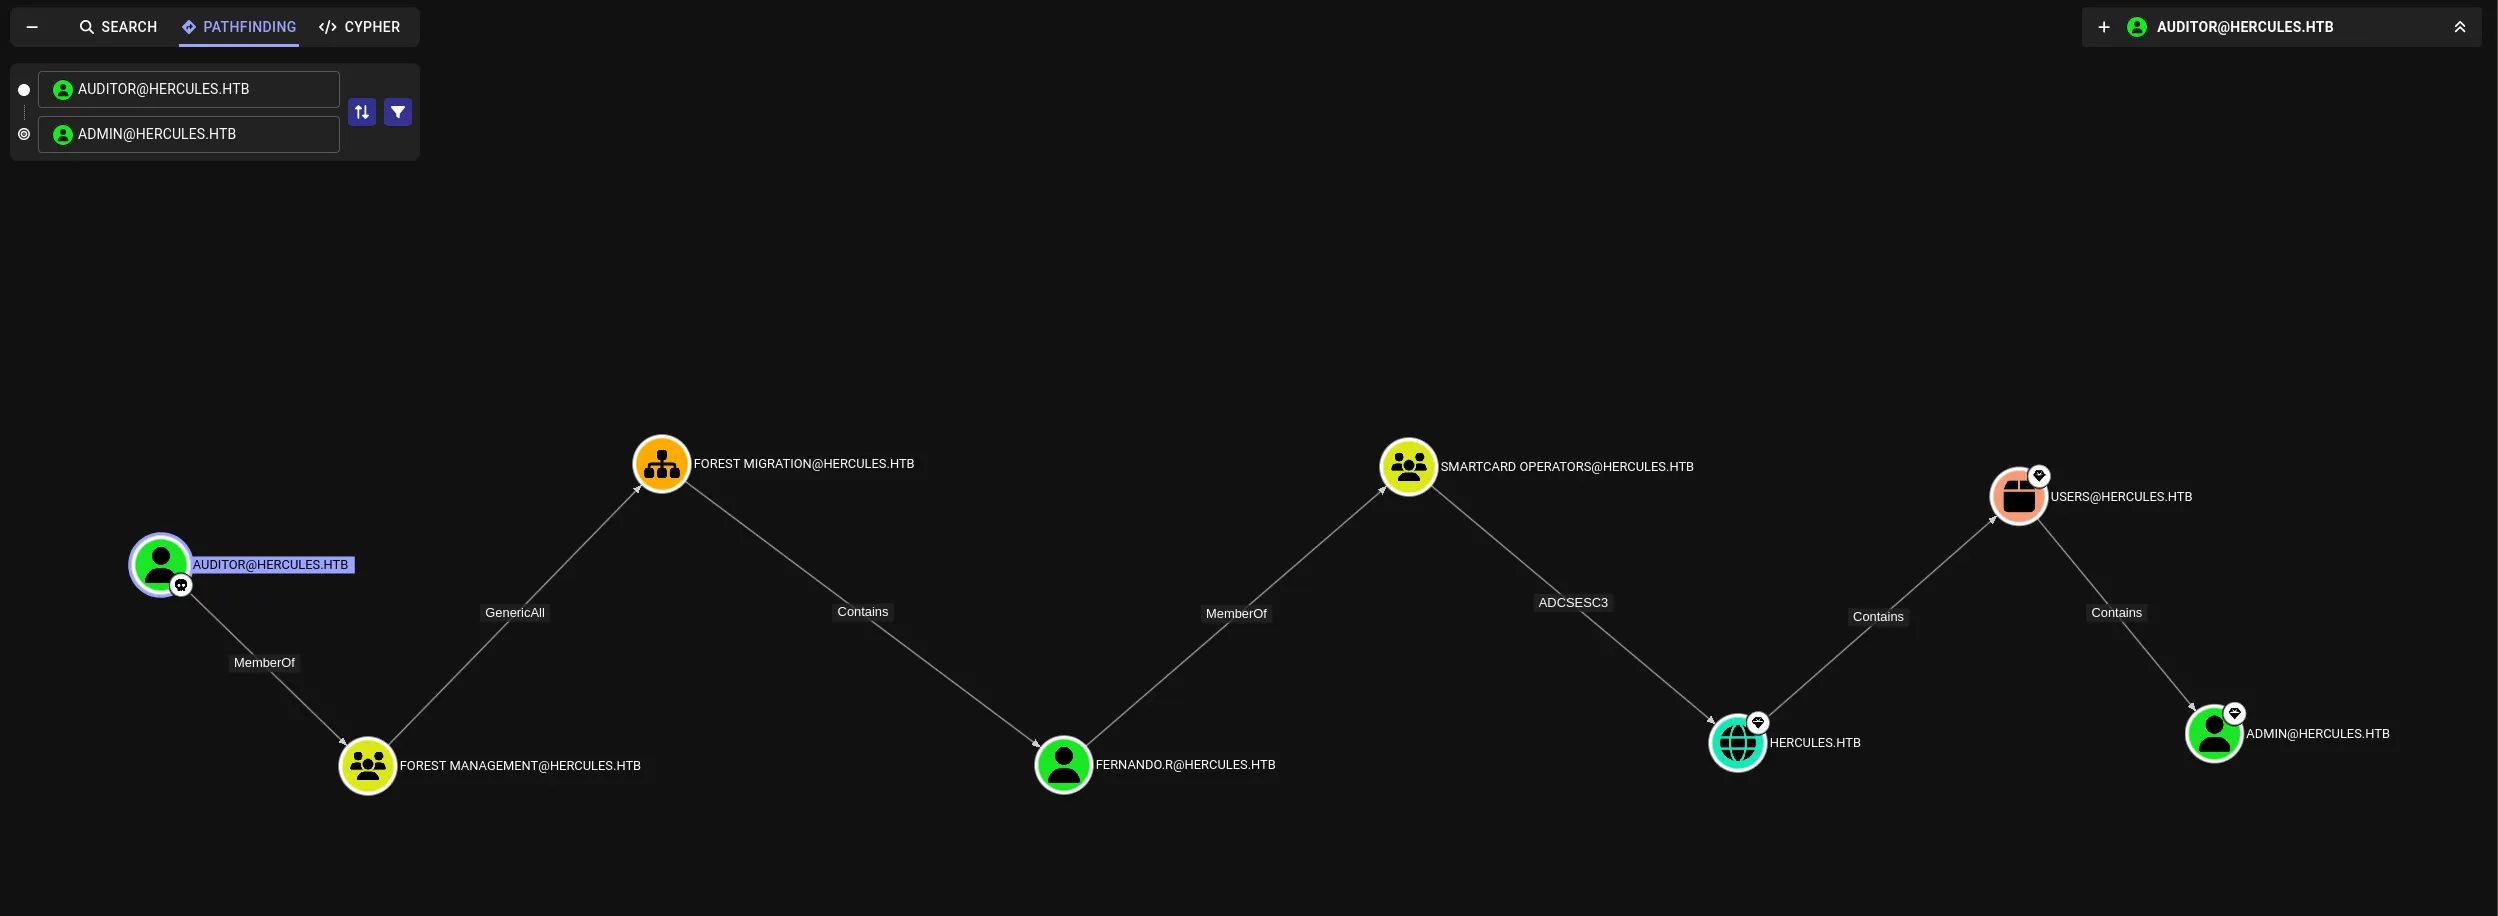 SEARCH PATHFINDING CYPHER
AUDITOR@HERCULES.HTB
AUDITOR@HERCULES.HTB
ADMIN@HERCULES.HTB
FOREST MIGRATION@HERCULES.HTB
SMARTCARD OPERATORS@HERCULES.HTB
USERS@HERCULES.HTB
AUDITOR@HERCULES.HTB
GenericAll
Contains
MemberOf
ADCSESC3
Contains
Contains
MemberOf
FOREST MANAGEMENT@HERCULES.HTB
FERNANDO.R@HERCULES.HTB
HERCULES.HTB
ADMIN@HERCULES.HTB